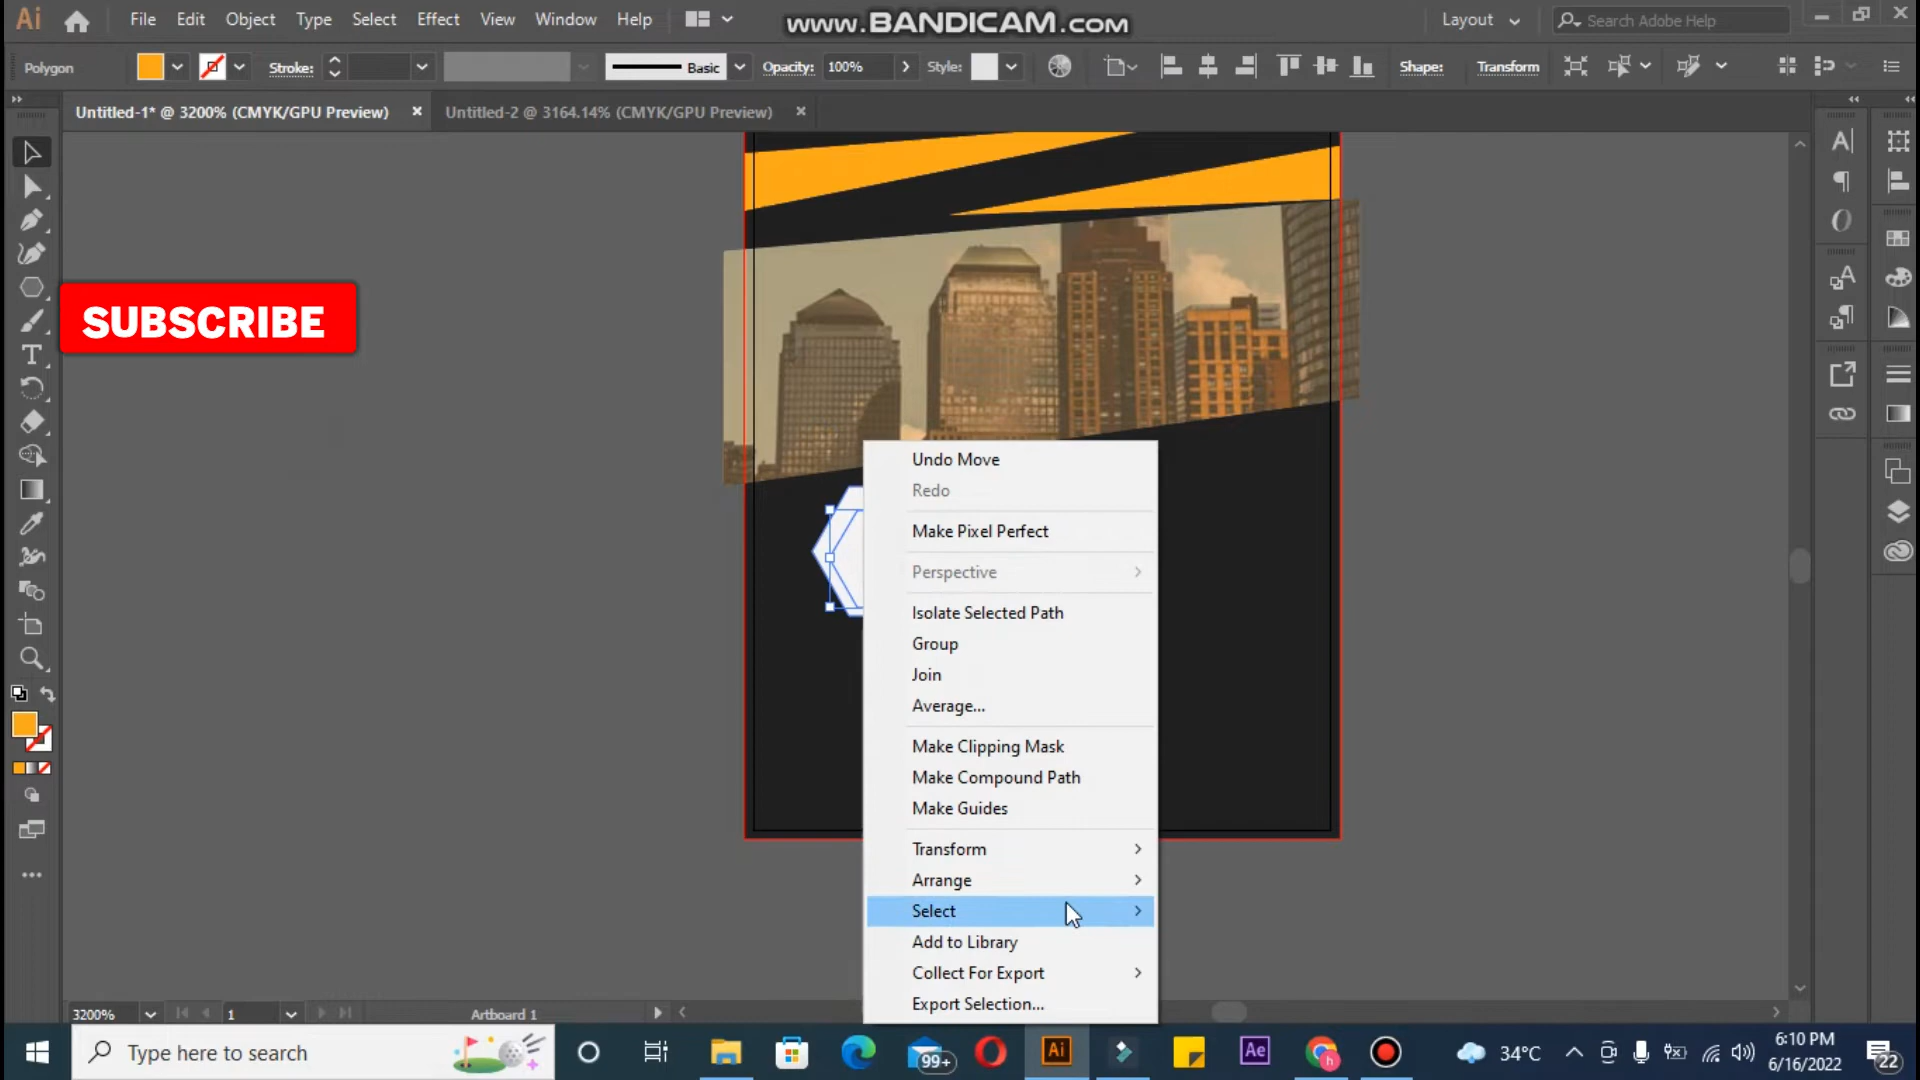 Ai File Edit Object Type Select Effect View Window Help
www.BANDICAM.com
Layout
Search Adobe Help
Polygon
Stroke:
Basic
Opacity: 100%
Style:
Shape:
Transform
Untitled-1* @ 3200% (CMYK/GPU Preview)
Untitled-2 @ 3164.14% (CMYK/GPU Preview)
SUBSCRIBE
Undo Move
Redo
Make Pixel Perfect
Perspective
Isolate Selected Path
Group
Join
Average...
Make Clipping Mask
Make Compound Path
Make Guides
Transform
Arrange
Select
Add to Library
Collect For Export
Export Selection...
3200%
1
Artboard 1
Type here to search
99+
Ai
Ae
h
34°C
6:10 PM
6/16/2022
22